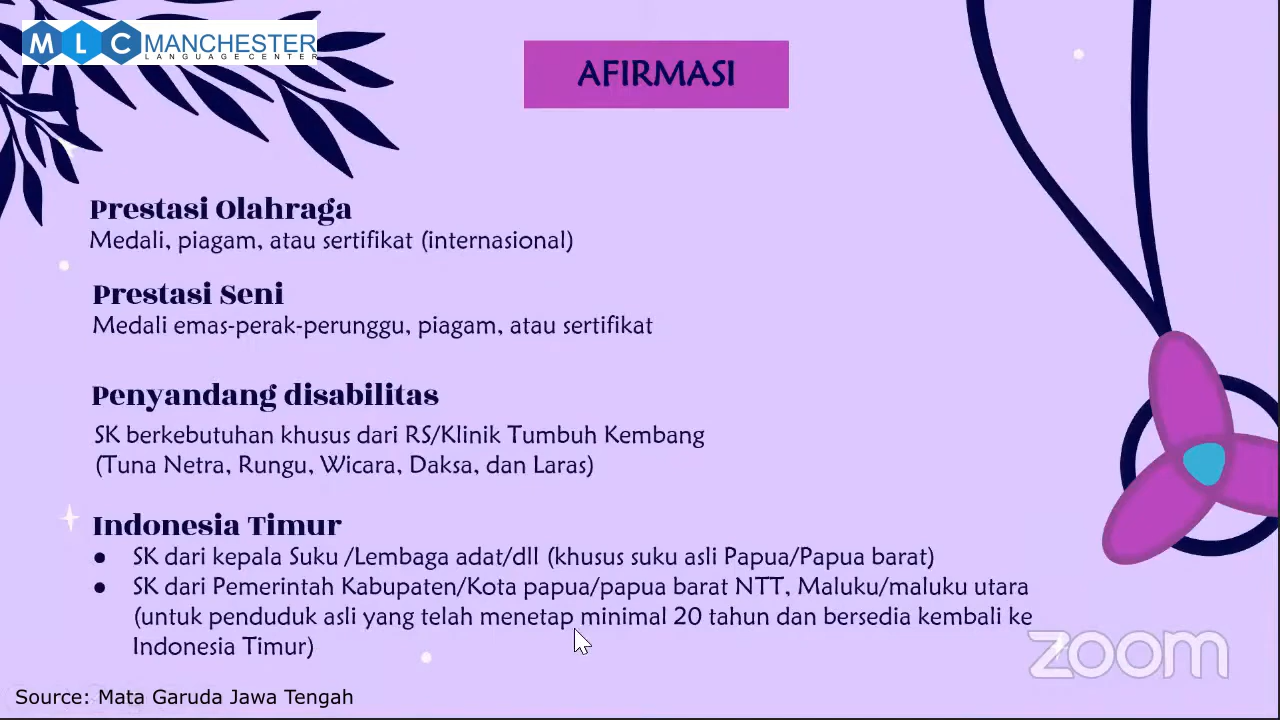 MLC MANCHESTER
LANGUAGE CENTER
AFIRMASI
Prestasi Olahraga
Medali, piagam, atau sertifikat (internasional)
Prestasi Seni
Medali emas-perak-perunggu, piagam, atau sertifikat
Penyandang disabilitas
SK berkebutuhan khusus dari RS/Klinik Tumbuh Kembang
(Tuna Netra, Rungu, Wicara, Daksa, dan Laras)
Indonesia Timur
● SK dari kepala Suku /Lembaga adat/dll (khusus suku asli Papua/Papua barat)
● SK dari Pemerintah Kabupaten/Kota papua/papua barat NTT, Maluku/maluku utara
(untuk penduduk asli yang telah menetap minimal 20 tahun dan bersedia kembali ke
Indonesia Timur)
zoom
Source: Mata Garuda Jawa Tengah